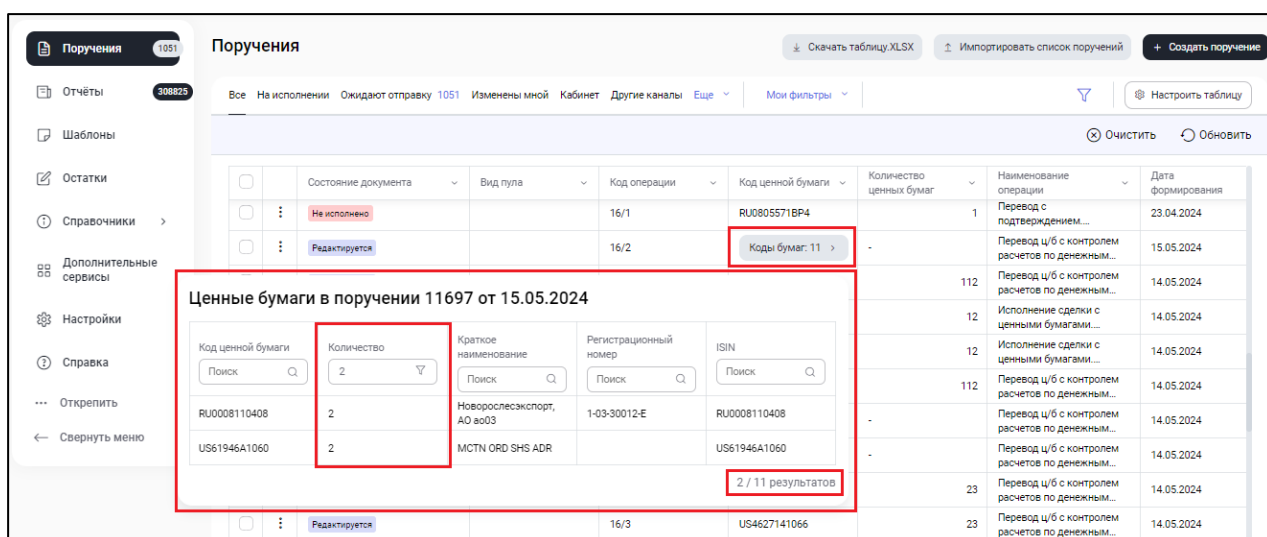 Поручения 1051
Отчёты 308825
Шаблоны
Остатки
Справочники
Дополнительные
сервисы
Настройки
Справка
Открепить
Свернуть меню
Поручения
Скачать таблицу.XLSX Импортировать список поручений + Создать поручение
Все На исполнении Ожидают отправку 1051 Изменены мной Кабинет Другие каналы Еще Мои фильтры Настроить таблицу
Очистить Обновить
Состояние документа Вид пула Код операции Код ценной бумаги Количество ценных бумаг Наименование операции Дата формирования
Не исполнено 16/1 RU0805571BP4 1 Перевод с подтверждением.... 23.04.2024
Редактируется 16/2 Коды бумаг: 11 - Перевод ц/б с контролем расчетов по денежным... 15.05.2024
112 Перевод ц/б с контролем расчетов по денежным... 14.05.2024
12 Исполнение сделки с ценными бумагами.... 14.05.2024
12 Исполнение сделки с ценными бумагами.... 14.05.2024
112 Перевод ц/б с контролем расчетов по денежным... 14.05.2024
- Перевод ц/б с контролем расчетов по денежным... 14.05.2024
- Перевод ц/б с контролем расчетов по денежным... 14.05.2024
23 Перевод ц/б с контролем расчетов по денежным... 14.05.2024
Редактируется 16/3 US4627141066 23 Перевод ц/б с контролем расчетов по денежным... 14.05.2024
Ценные бумаги в поручении 11697 от 15.05.2024
Код ценной бумаги Количество Краткое наименование Регистрационный номер ISIN
Поиск 2 Поиск Поиск Поиск
RU0008110408 2 Новорослесэкспорт, АО ао03 1-03-30012-E RU0008110408
US61946A1060 2 MCTN ORD SHS ADR US61946A1060
2 / 11 результатов